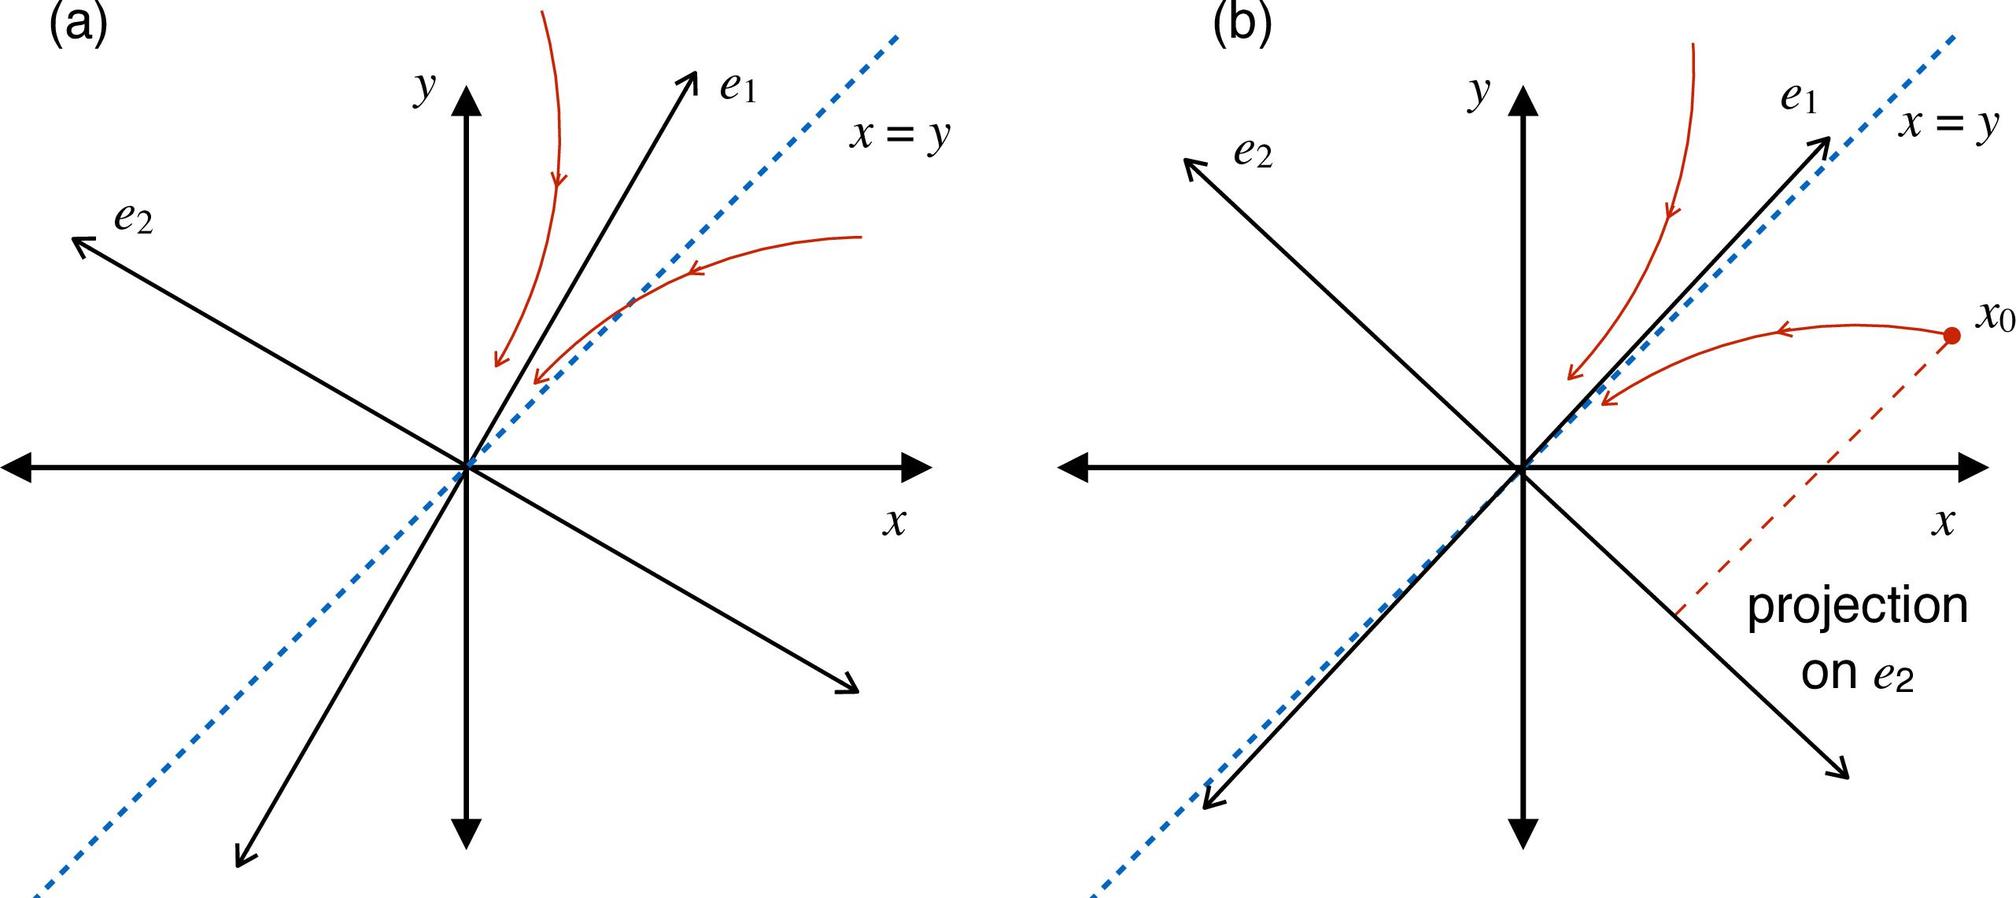 (a)
y
e1
x = y
e2
x
(b)
y
e1
x = y
e2
x0
x
projection
on e2